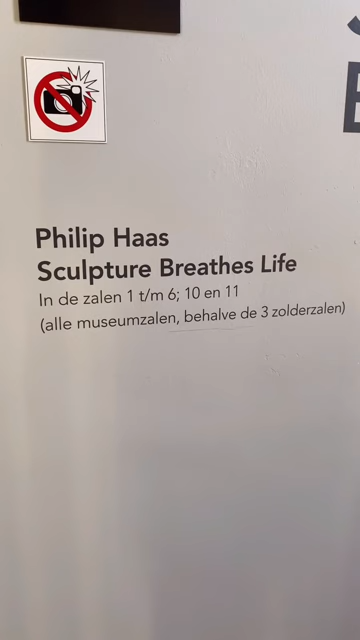 Philip Haas
Sculpture Breathes Life
In de zalen 1 t/m 6; 10 en 11
(alle museumzalen, behalve de 3 zolderzalen)